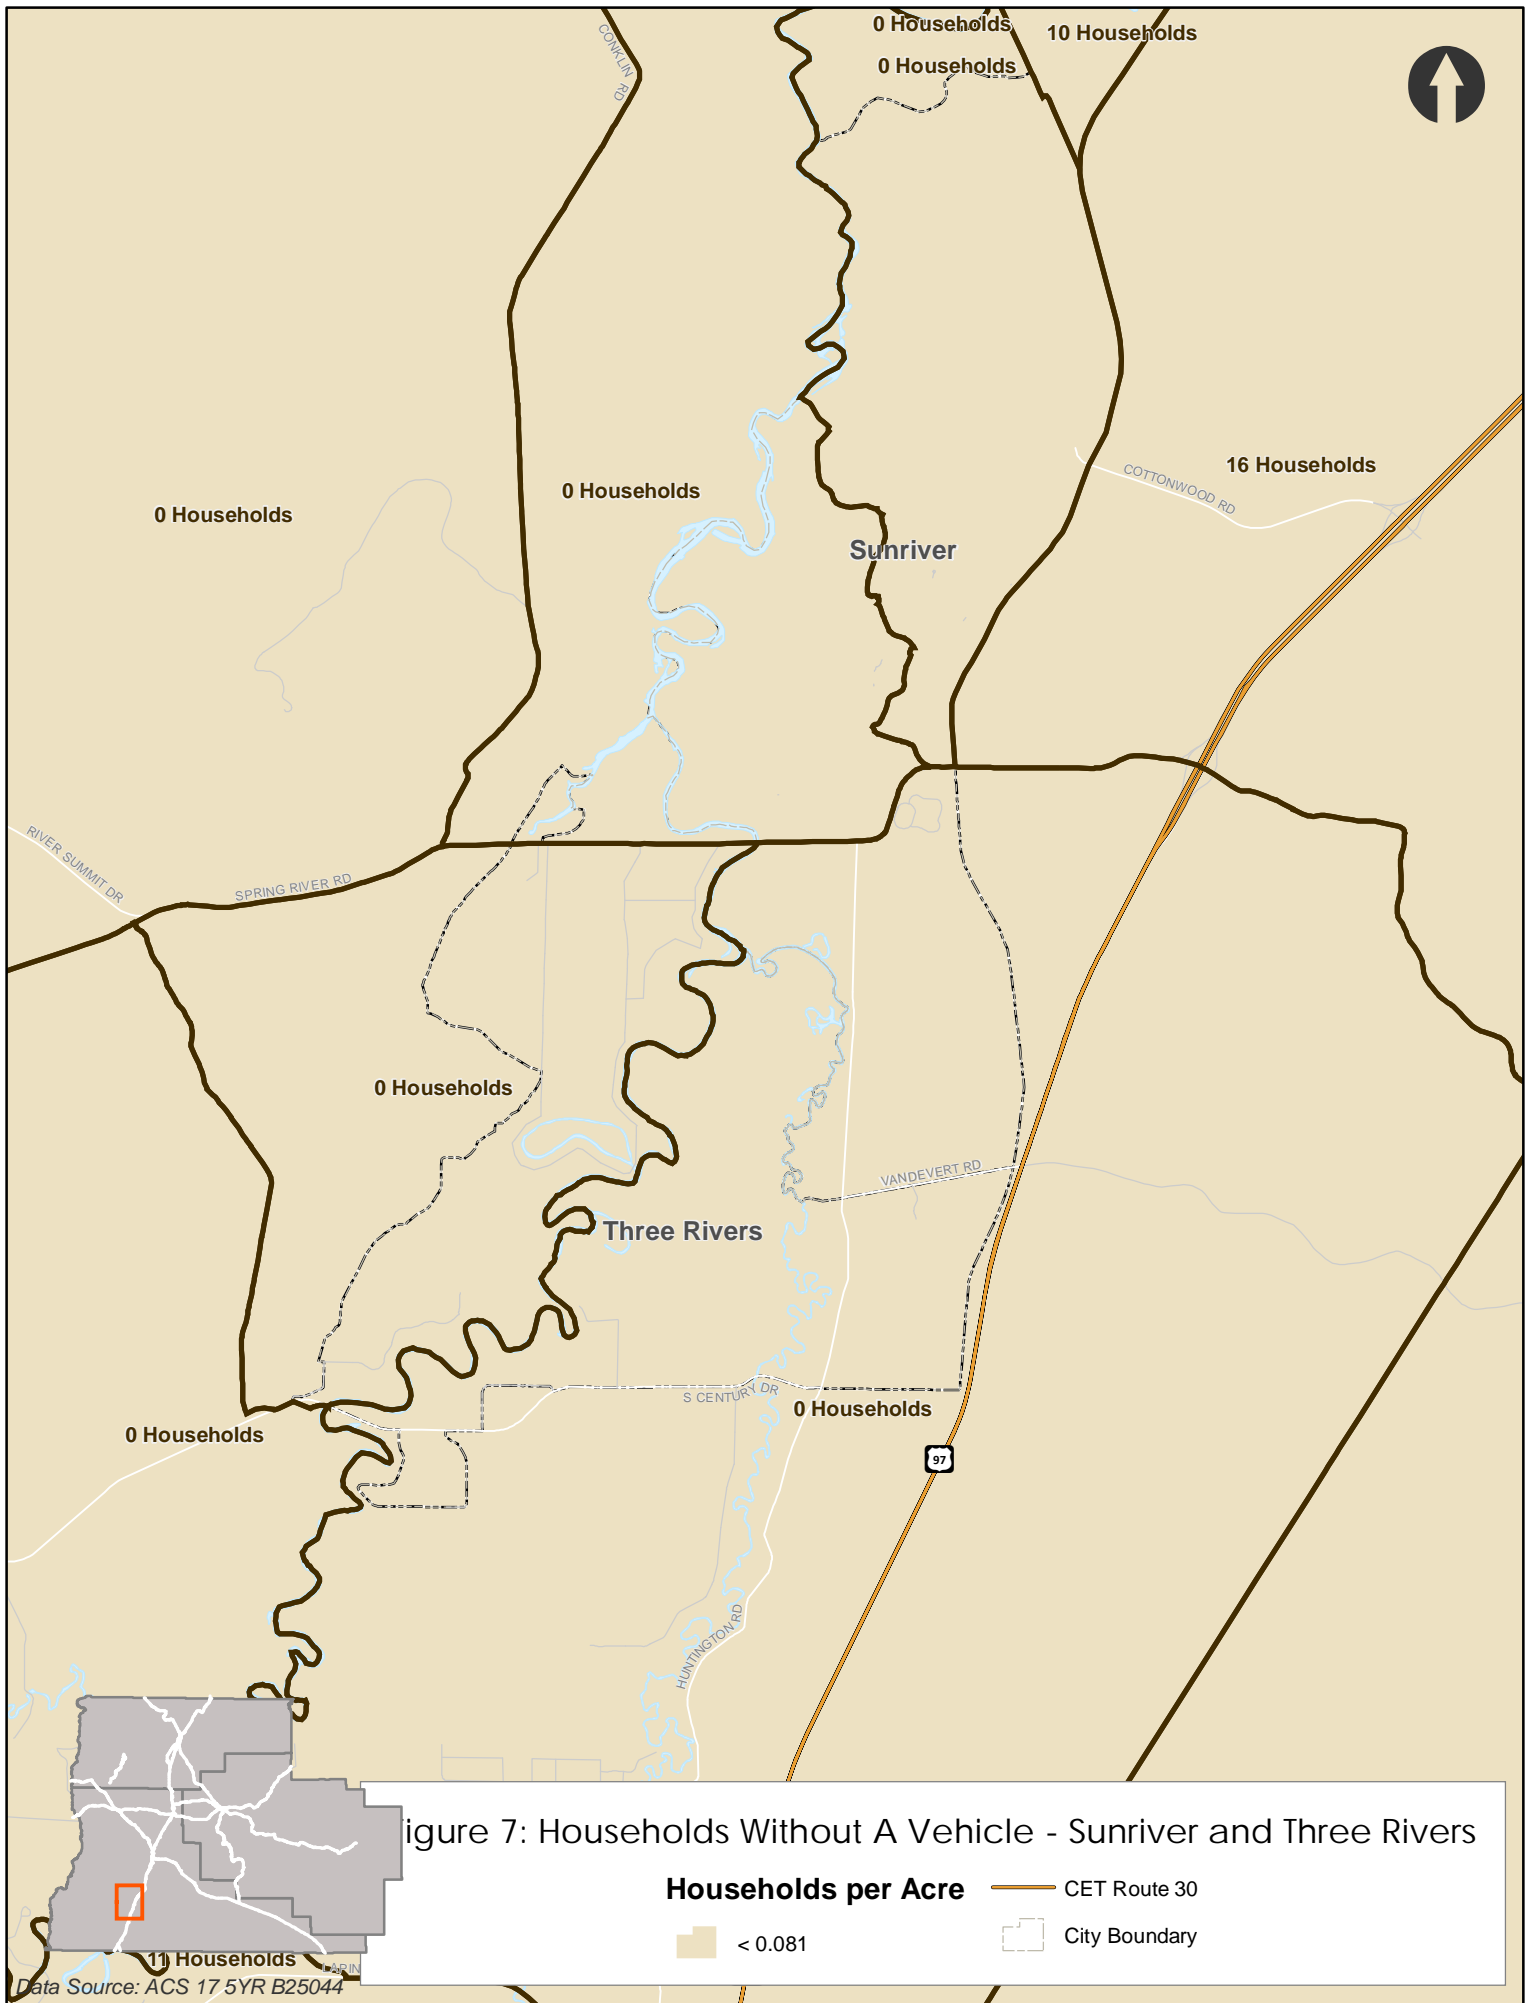 0 Households
10 Households
CONKLIN RD
0 Households
16 Households
COTTONWOOD RD
0 Households
0 Households
Sunriver
RIVER SUMMIT DR
SPRING RIVER RD
0 Households
VANDEVERT RD
Three Rivers
S CENTURY DR
0 Households
0 Households
97
HUNTINGTON RD
igure 7: Households Without A Vehicle - Sunriver and Three Rivers
Households per Acre
CET Route 30
< 0.081
City Boundary
11 Households
LAPIN
Data Source: ACS 17 5YR B25044